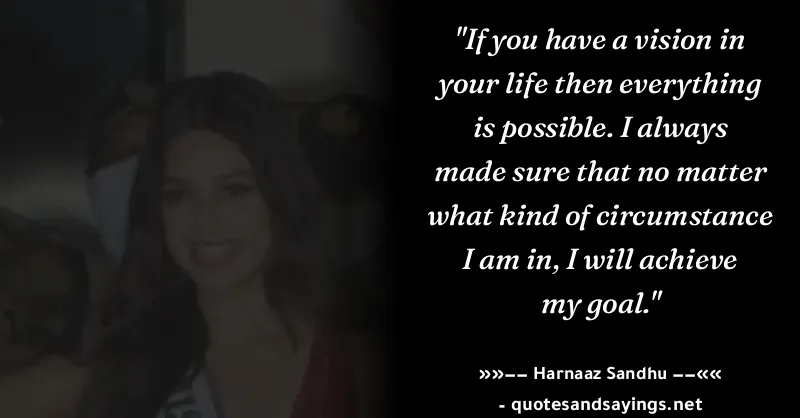 "If you have a vision in
your life then everything
is possible. I always
made sure that no matter
what kind of circumstance
I am in, I will achieve
my goal."
»»−− Harnaaz Sandhu −−««
- quotesandsayings.net